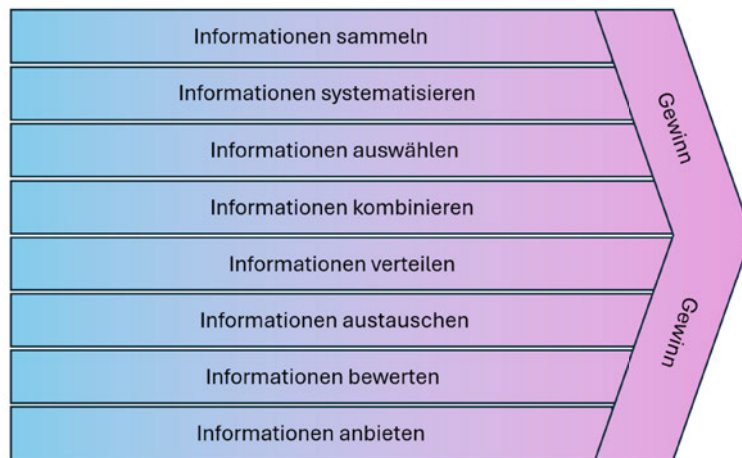 Informationen sammeln
Informationen systematisieren
Informationen auswählen
Informationen kombinieren
Informationen verteilen
Informationen austauschen
Informationen bewerten
Informationen anbieten
Gewinn
Gewinn